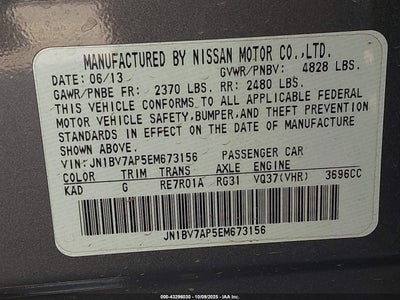 MANUFACTURED BY NISSAN MOTOR CO.,LTD.
DATE: 06/13 GVWR/PNBV: 4828 LBS.
GAWR/PNBE FR: 2370 LBS. RR: 2480 LBS.
THIS VEHICLE CONFORMS TO ALL APPLICABLE FEDERAL
MOTOR VEHICLE SAFETY, BUMPER, AND THEFT PREVENTION
STANDARDS IN EFFECT ON THE DATE OF MANUFACTURE
SHOWN ABOVE.
VIN: JN1BV7AP5EM673156 PASSENGER CAR
COLOR TRIM TRANS AXLE ENGINE
KAD G RE7R01A RG31 VQ37(VHR) 3696CC
JN1BV7AP5EM673156
000-43296030 - 10/09/2025 - IAA Inc.